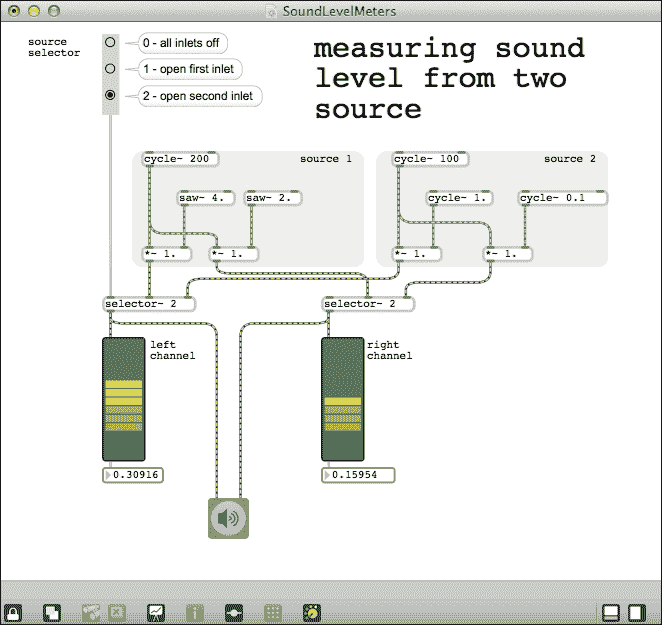 SoundLevelMeters
source
selector
0 - all inlets off
1 - open first inlet
2 - open second inlet
measuring sound
level from two
source
cycle~ 200
source 1
cycle~ 100
source 2
saw~ 4.
saw~ 2.
cycle~ 1.
cycle~ 0.1
*~ 1.
*~ 1.
*~ 1.
*~ 1.
selector~ 2
selector~ 2
left
channel
right
channel
0.30916
0.15954